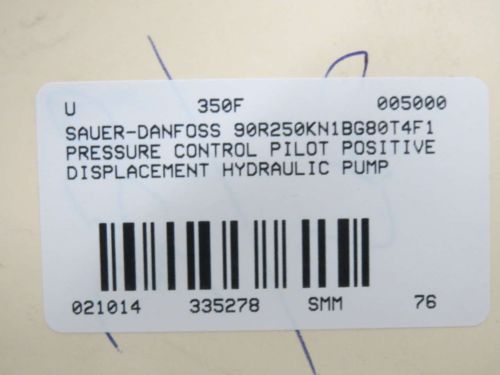 U 350F 005000
SAUER-DANFOSS 90R250KN1BG80T4F1
PRESSURE CONTROL PILOT POSITIVE
DISPLACEMENT HYDRAULIC PUMP
021014 335278 SMM 76